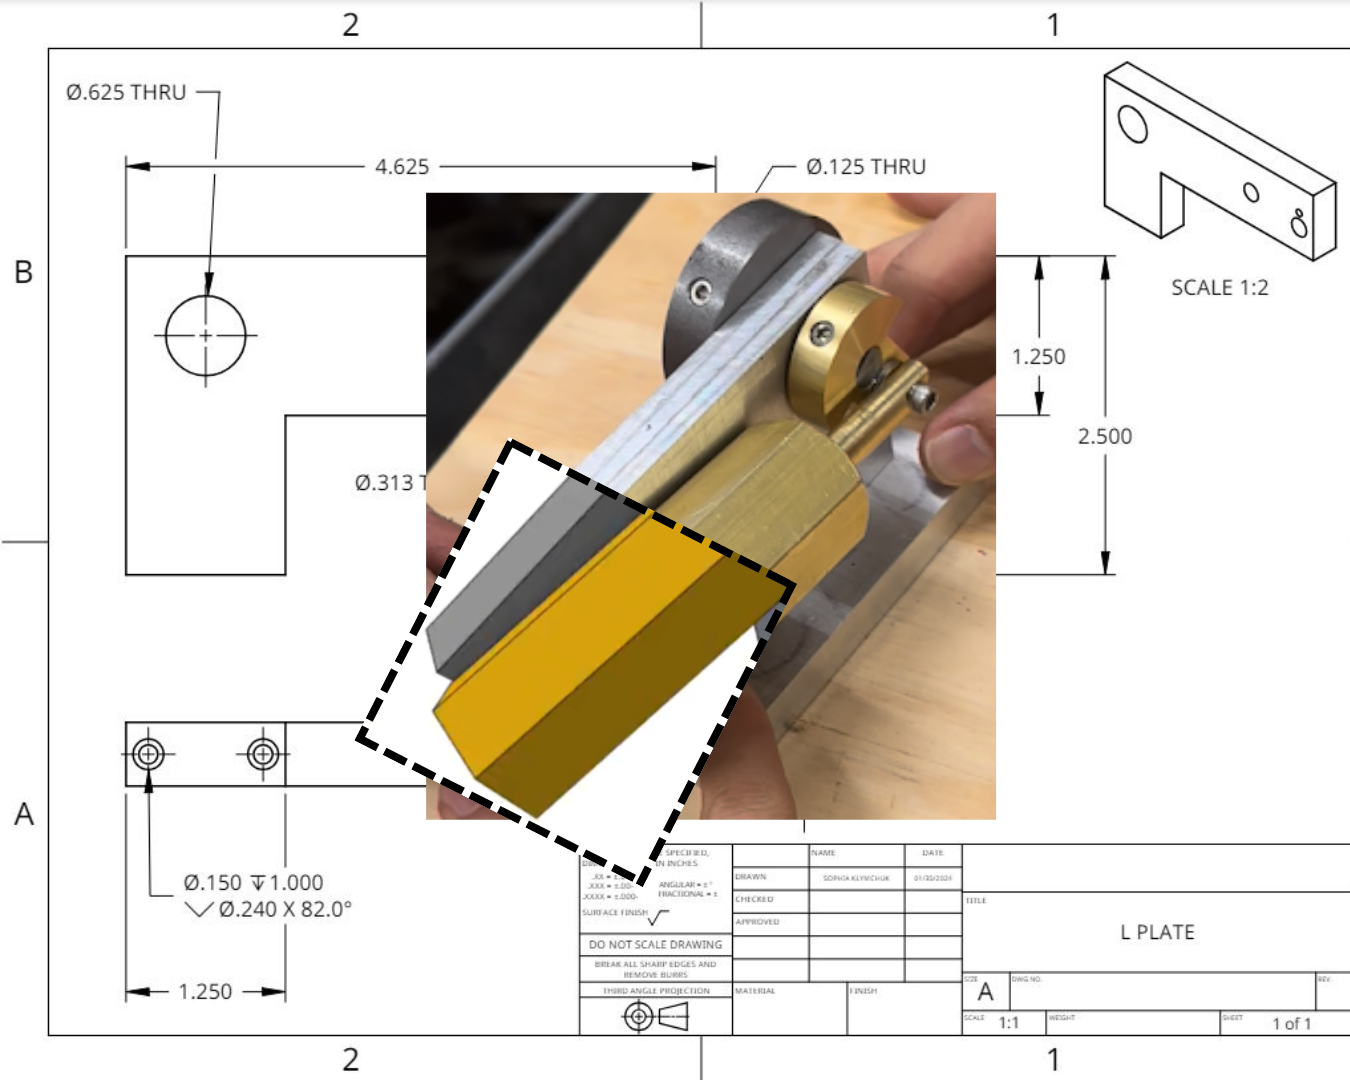 2
1
Ø.625 THRU
4.625
Ø.125 THRU
B
SCALE 1:2
1.250
2.500
Ø.313
A
Ø.150 ↧1.000
⌵ Ø.240 X 82.0°
1.250
SPECIFIED,
IN INCHES
.XXX = ±.00-
.XXXX = ±.000-
ANGULAR = ± °
FRACTIONAL = ±
SURFACE FINISH
DO NOT SCALE DRAWING
BREAK ALL SHARP EDGES AND
REMOVE BURRS
THIRD ANGLE PROJECTION
NAME
DATE
DRAWN
SOPHIA KLYMCHUK
01/30/2024
CHECKED
APPROVED
MATERIAL
FINISH
TITLE
L PLATE
SIZE
A
DWG NO.
REV.
SCALE
1:1
WEIGHT
SHEET
1 of 1
2
1